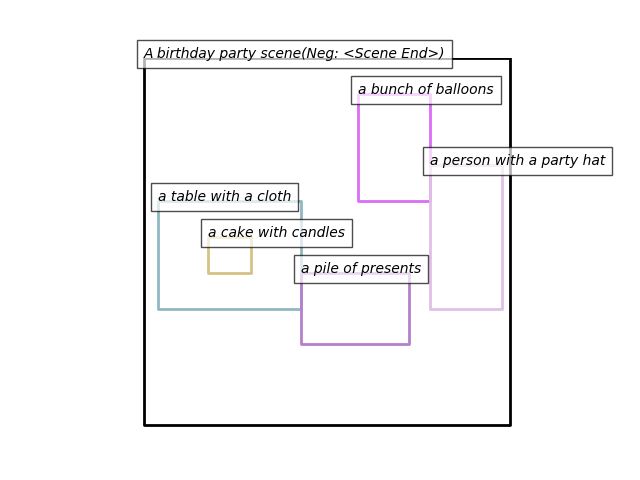 A birthday party scene(Neg: <Scene End>)
a bunch of balloons
a person with a party hat
a table with a cloth
a cake with candles
a pile of presents